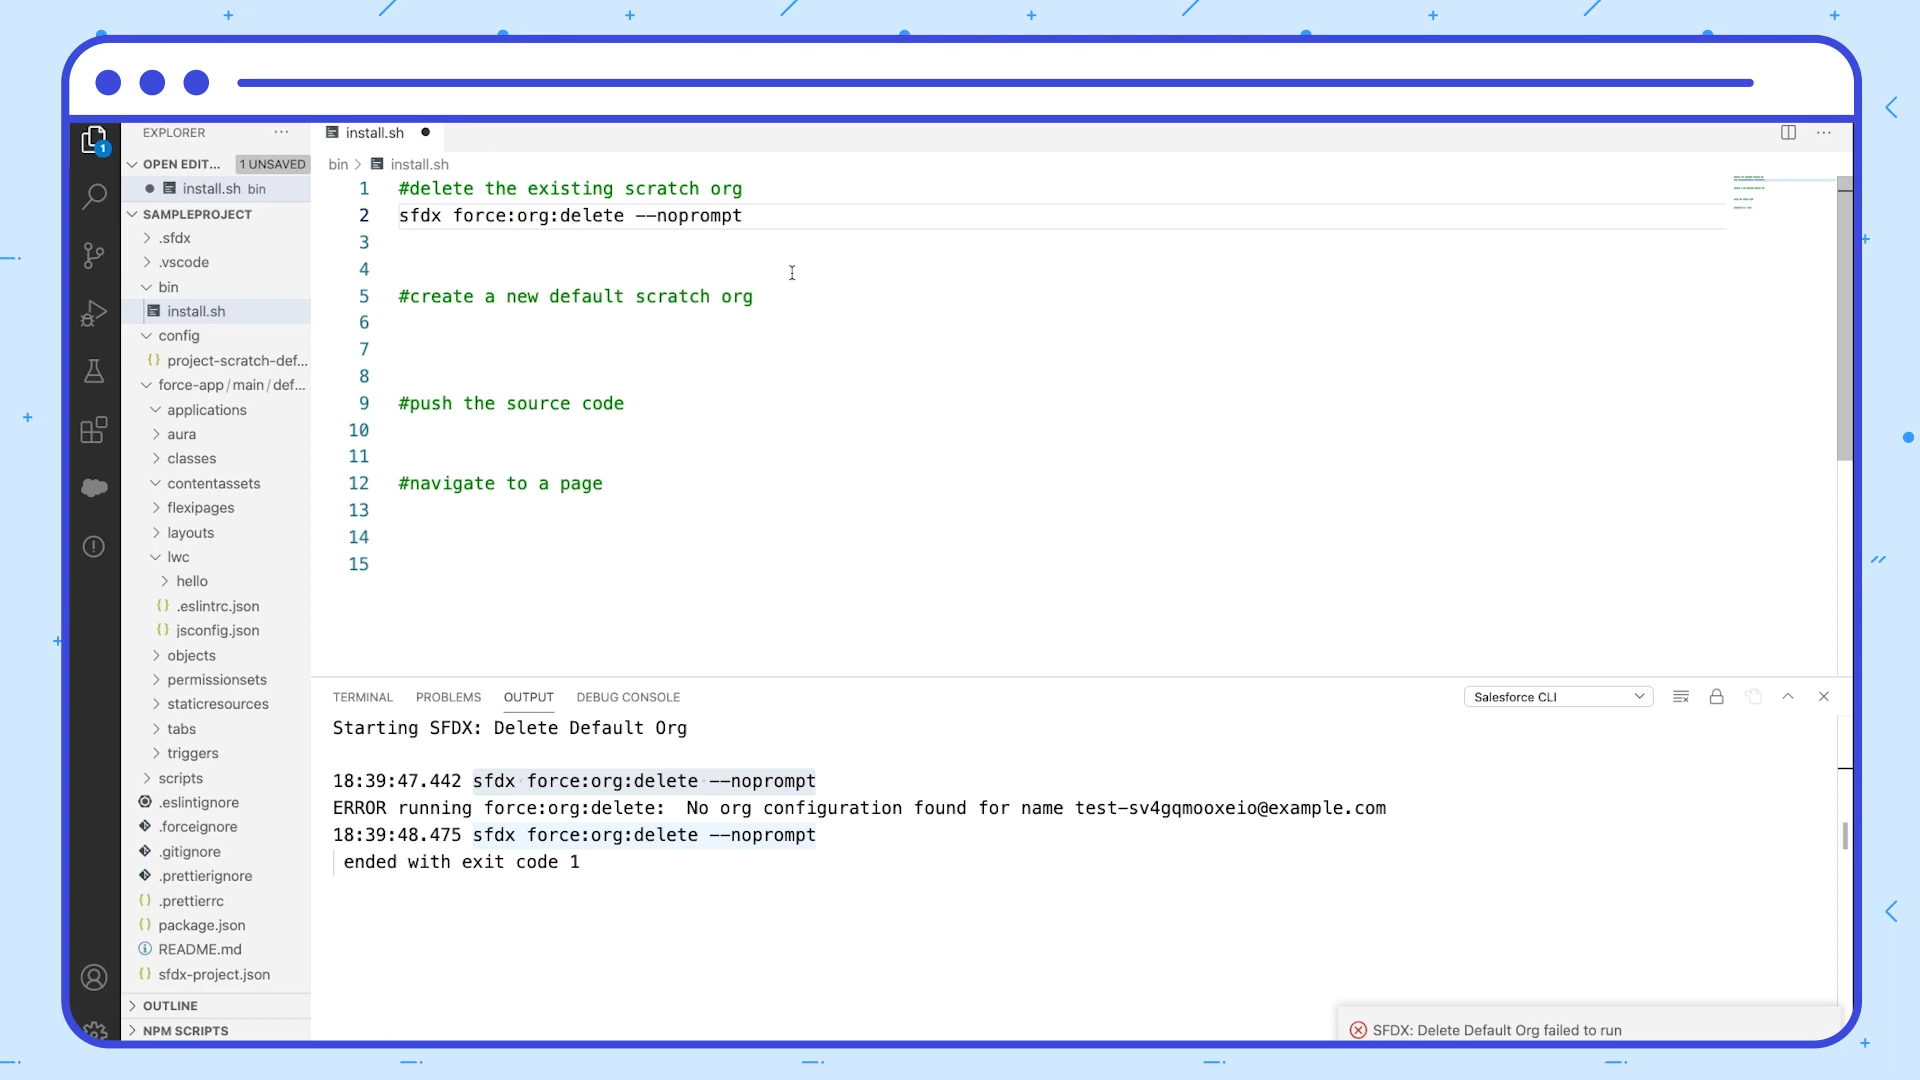 EXPLORER ···
1
OPEN EDIT... 1 UNSAVED
install.sh bin
SAMPLEPROJECT
.sfdx
.vscode
bin
install.sh
config
{} project-scratch-def...
force-app/main/def...
applications
aura
classes
contentassets
flexipages
layouts
lwc
hello
{} .eslintrc.json
{} jsconfig.json
objects
permissionsets
staticresources
tabs
triggers
scripts
.eslintignore
.forceignore
.gitignore
.prettierignore
{} .prettierrc
{} package.json
README.md
{} sfdx-project.json
OUTLINE
NPM SCRIPTS
install.sh
bin > install.sh
1 #delete the existing scratch org
2 sfdx force:org:delete --noprompt
3
4
5 #create a new default scratch org
6
7
8
9 #push the source code
10
11
12 #navigate to a page
13
14
15
TERMINAL PROBLEMS OUTPUT DEBUG CONSOLE Salesforce CLI
Starting SFDX: Delete Default Org
18:39:47.442 sfdx force:org:delete --noprompt
ERROR running force:org:delete:  No org configuration found for name test-sv4gqmooxeio@example.com
18:39:48.475 sfdx force:org:delete --noprompt
ended with exit code 1
SFDX: Delete Default Org failed to run